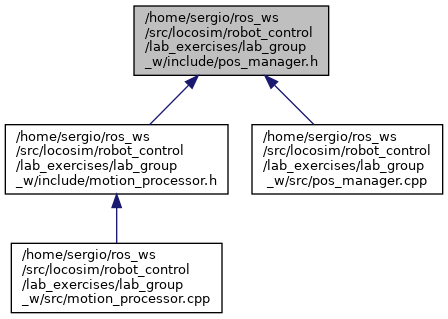 /home/sergio/ros_ws
/src/locosim/robot_control
/lab_exercises/lab_group
_w/include/pos_manager.h
/home/sergio/ros_ws
/src/locosim/robot_control
/lab_exercises/lab_group
_w/include/motion_processor.h
/home/sergio/ros_ws
/src/locosim/robot_control
/lab_exercises/lab_group
_w/src/pos_manager.cpp
/home/sergio/ros_ws
/src/locosim/robot_control
/lab_exercises/lab_group
_w/src/motion_processor.cpp